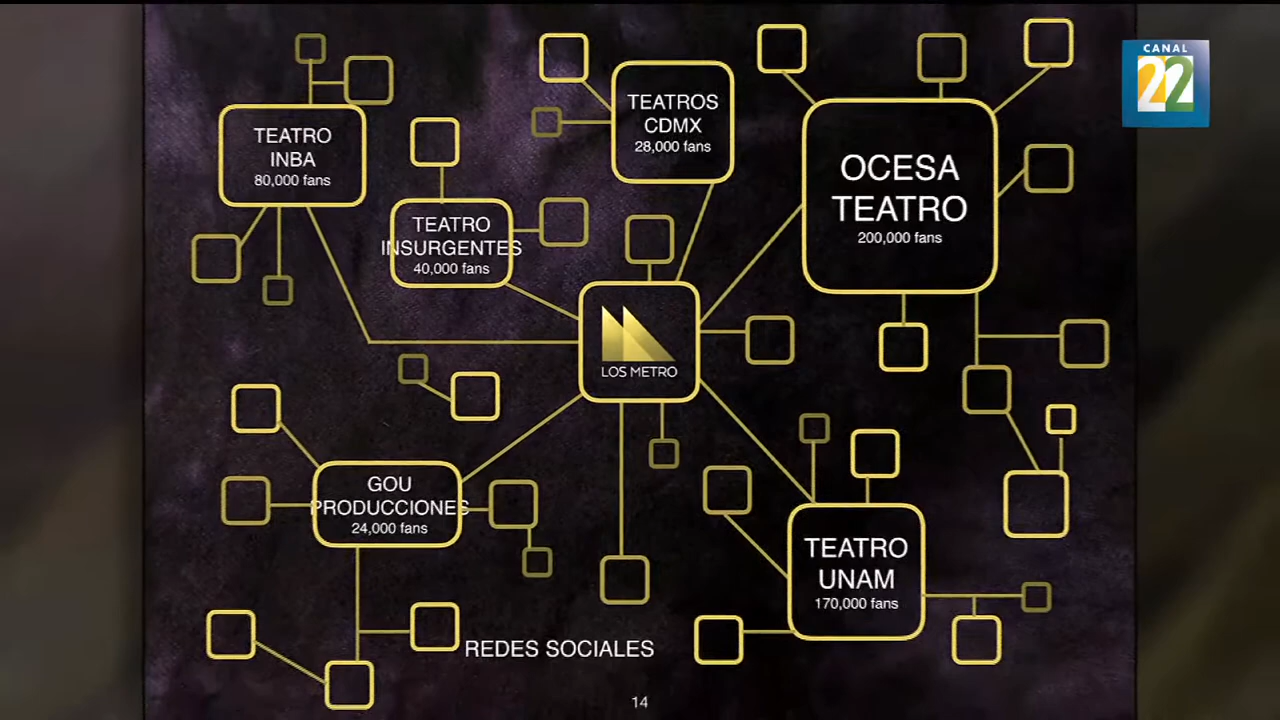 CANAL
22
TEATROS
CDMX
28,000 fans
TEATRO
INBA
80,000 fans
OCESA
TEATRO
200,000 fans
TEATRO
INSURGENTES
40,000 fans
LOS METRO
GOU
PRODUCCIONES
24,000 fans
TEATRO
UNAM
170,000 fans
REDES SOCIALES
14